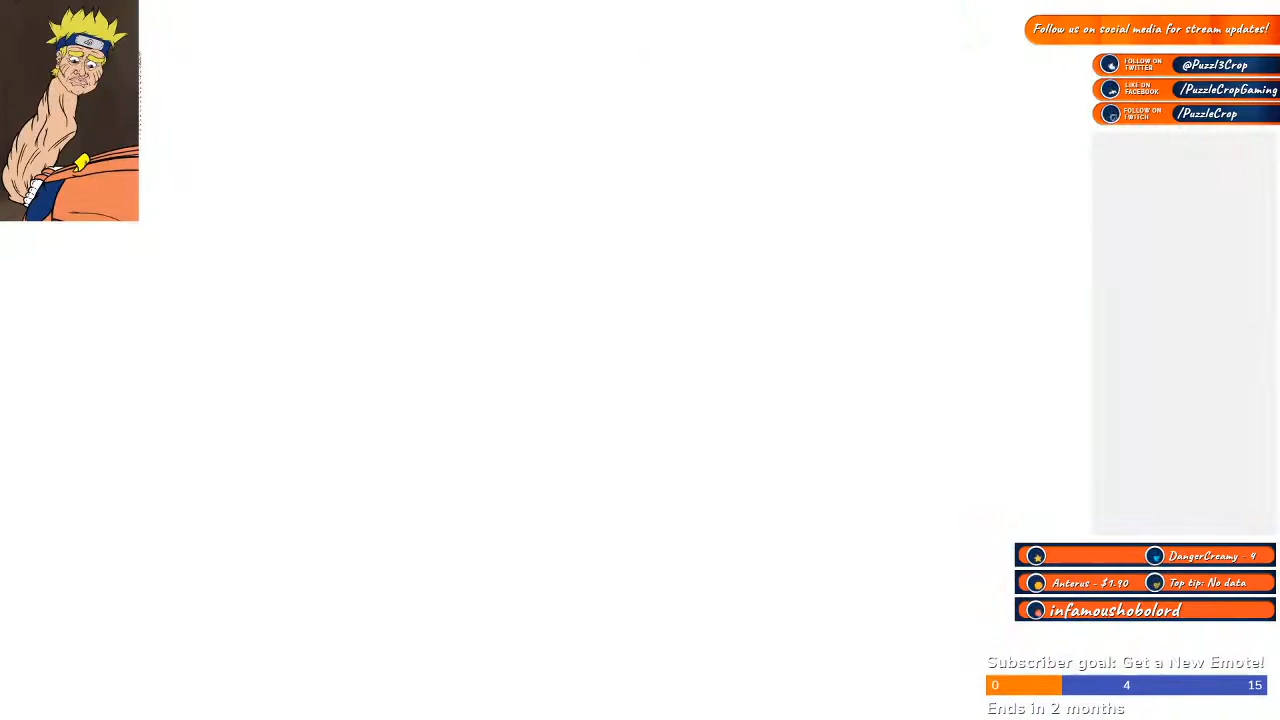 Follow us on social media for stream updates!
FOLLOW ON TWITTER @Puzzl3Crop
LIKE ON FACEBOOK /PuzzleCropGaming
FOLLOW ON TWITCH /PuzzleCrop
DangerCreamy - 4
Anterus - $1.90 Top tip: No data
infamoushobolord
Subscriber goal: Get a New Emote!
0 4 15
Ends in 2 months